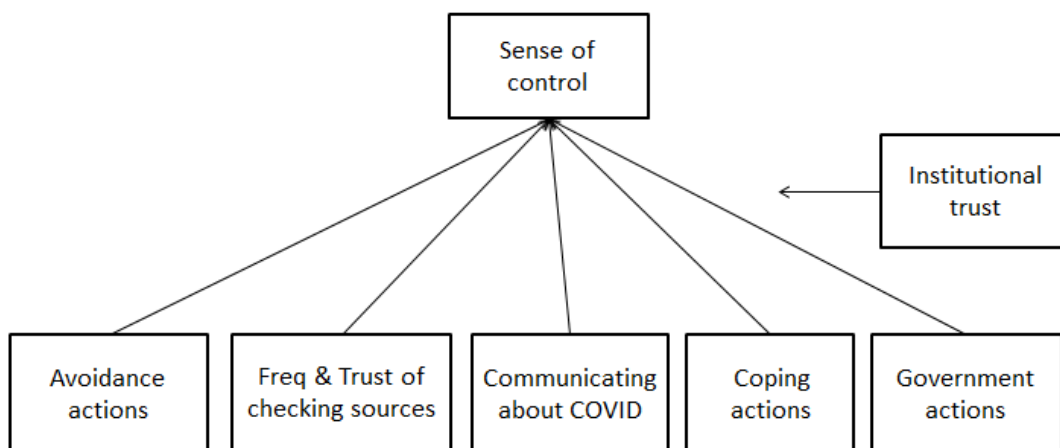 Sense of
control
Institutional
trust
Avoidance
actions
Freq & Trust of
checking sources
Communicating
about COVID
Coping
actions
Government
actions